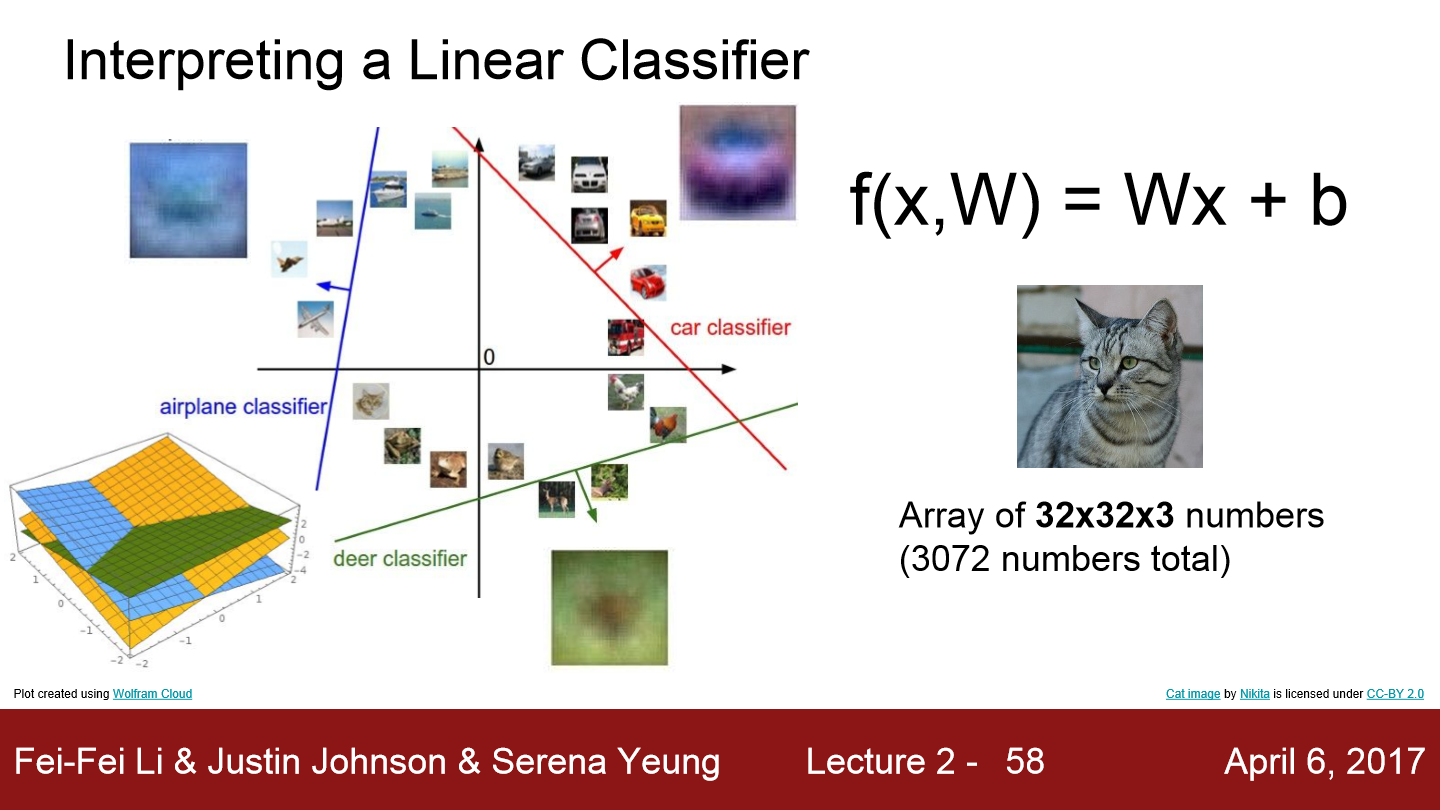 Interpreting a Linear Classifier
f(x,W) = Wx + b
0
car classifier
airplane classifier
deer classifier
2
1
0
−1
−2
−2
−1
0
1
2
2
0
−2
−4
Array of 32x32x3 numbers
(3072 numbers total)
Plot created using Wolfram Cloud
Cat image by Nikita is licensed under CC-BY 2.0
Fei-Fei Li & Justin Johnson & Serena Yeung
Lecture 2 - 58
April 6, 2017